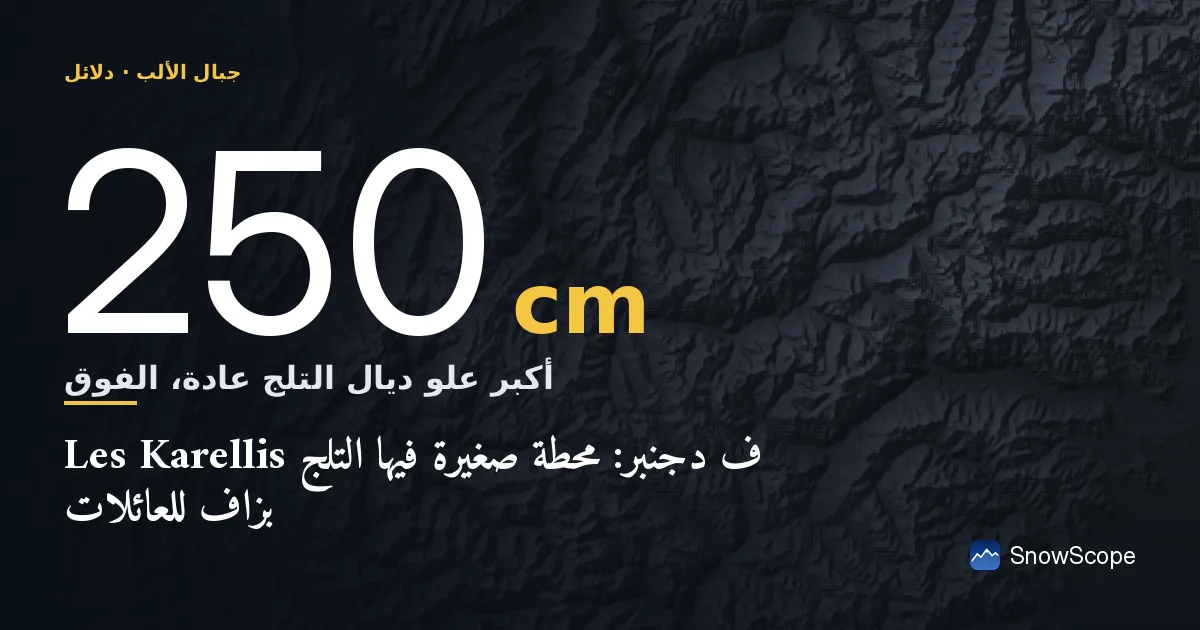 جبال الألب · دلائل
250 cm
أكبر علو ديال التلج عادة، الفوق
Les Karellis ف دجنبر: محطة صغيرة فيها التلج
بزاف للعائلات
SnowScope